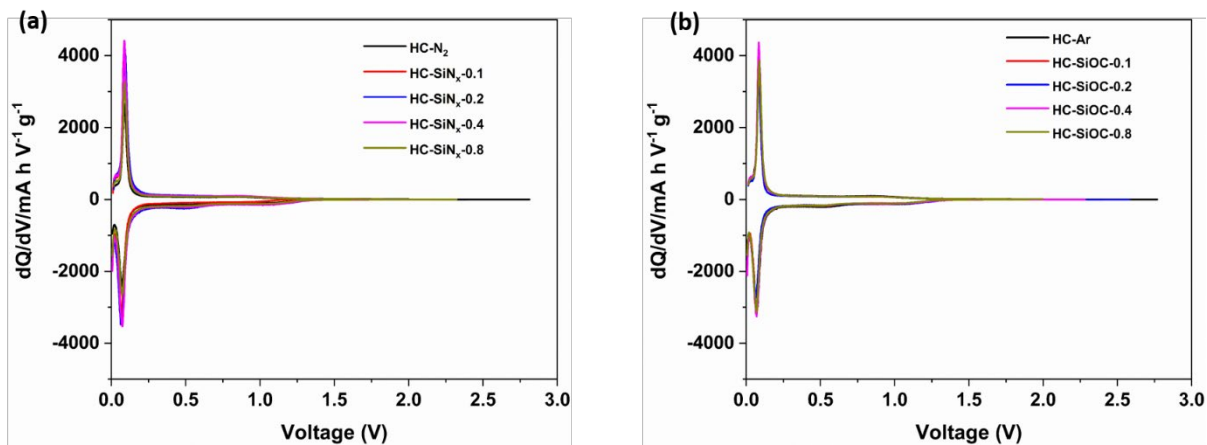 (a)
4000
2000
0
-2000
-4000
dQ/dV/mA h V⁻¹ g⁻¹
HC-N₂
HC-SiNₓ-0.1
HC-SiNₓ-0.2
HC-SiNₓ-0.4
HC-SiNₓ-0.8
0.0 0.5 1.0 1.5 2.0 2.5 3.0
Voltage (V)
(b)
4000
2000
0
-2000
-4000
dQ/dV/mA h V⁻¹ g⁻¹
HC-Ar
HC-SiOC-0.1
HC-SiOC-0.2
HC-SiOC-0.4
HC-SiOC-0.8
0.0 0.5 1.0 1.5 2.0 2.5 3.0
Voltage (V)